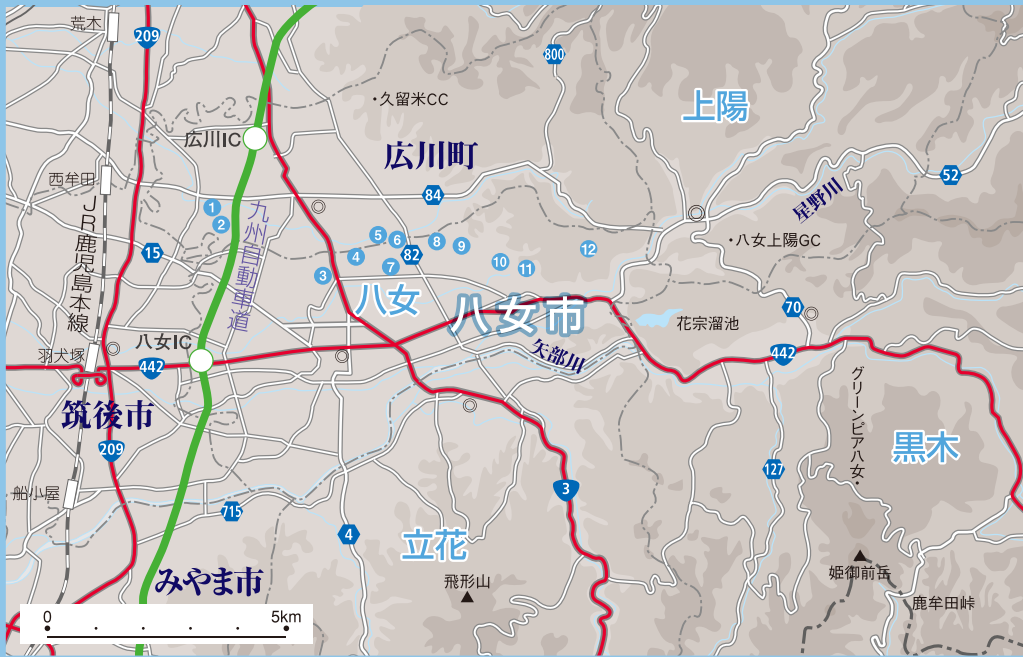 荒木
209
800
・久留米CC
上陽
広川IC
広川町
西牟田
84
52
星野川
1
2
九州自動車道
JR鹿児島本線
15
5
6
8
9
12
・八女上陽GC
4
82
7
10
11
3
八女
八女市
70
花宗溜池
八女IC
矢部川
羽犬塚
442
442
グリーンピア八女・
筑後市
黒木
209
127
船小屋
3
715
4
立花
みやま市
飛形山
姫御前岳
鹿牟田峠
0
5km